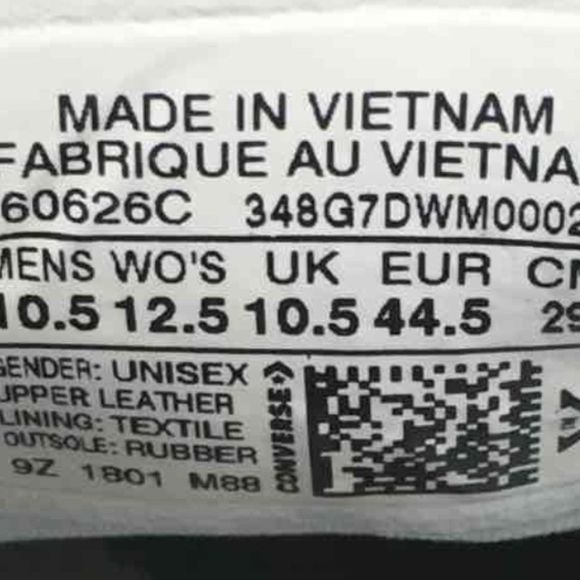 MADE IN VIETNAM
FABRIQUE AU VIETNA
60626C 348G7DWM0002
MENS WO'S UK EUR CM
10.5 12.5 10.5 44.5 29
GENDER: UNISEX
UPPER LEATHER
LINING: TEXTILE
OUTSOLE: RUBBER
9Z 1801 M88
CONVERSE